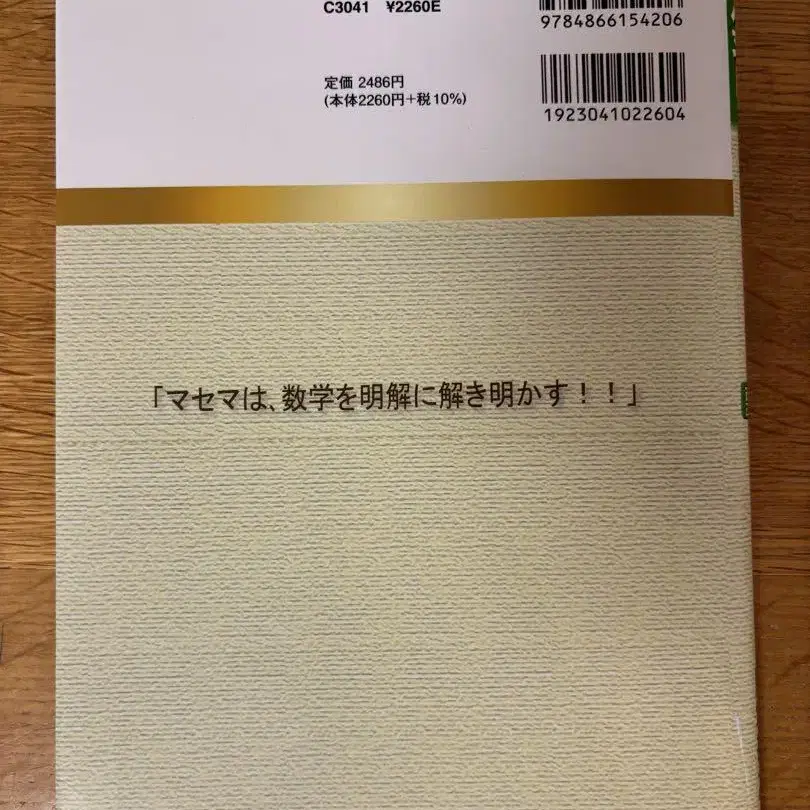 C3041 ¥2260E
9784866154206
定価 2486円
(本体2260円+税10%)
1923041022604
「マセマは、数学を明解に解き明かす！！」